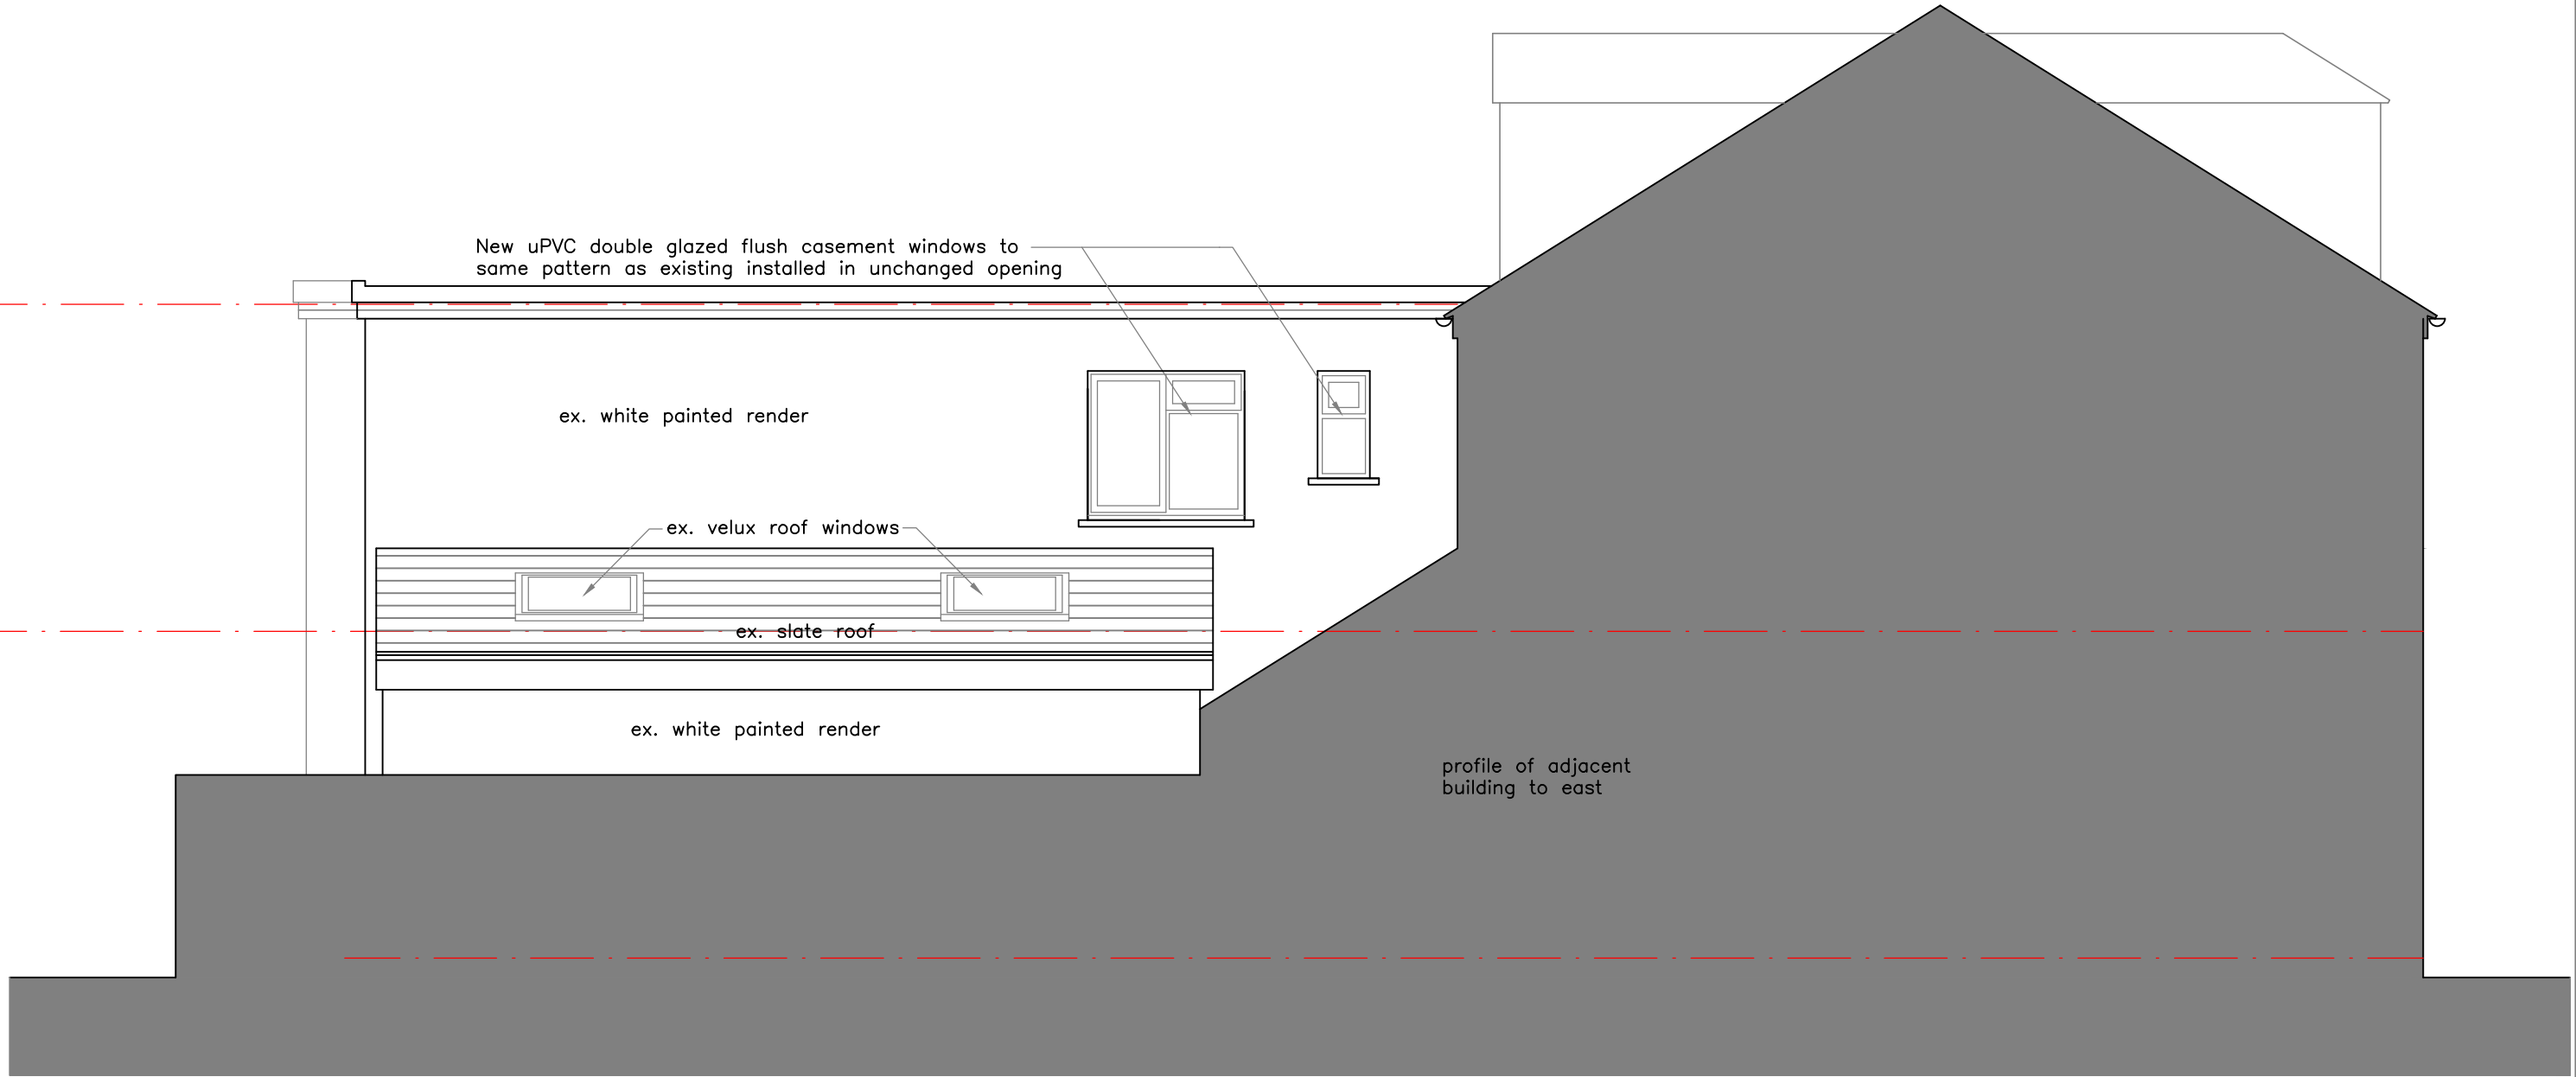 New uPVC double glazed flush casement windows to
same pattern as existing installed in unchanged opening
ex. white painted render
ex. velux roof windows
ex. slate roof
ex. white painted render
profile of adjacent
building to east